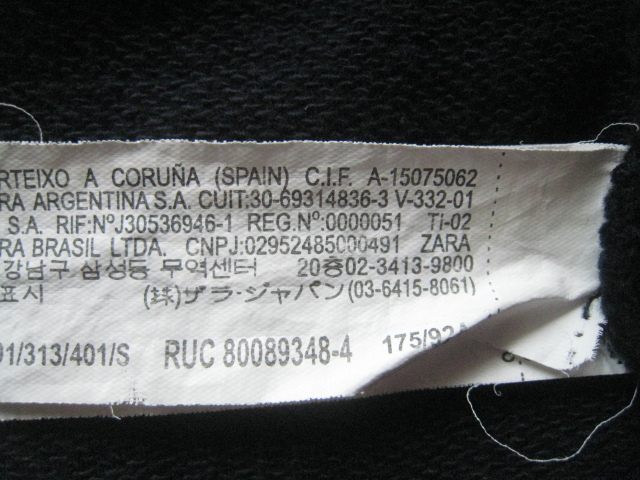 RTEIXO A CORUÑA (SPAIN) C.I.F. A-15075062
RA ARGENTINA S.A. CUIT:30-69314836-3 V-332-01
S.A. RIF:NºJ30536946-1 REG.Nº:0000051 Ti-02
RA BRASIL LTDA. CNPJ:02952485000491 ZARA
강남구 삼성동 무역센터 20층02-3413-9800
표시 (株)ザラ・ジャパン(03-6415-8061)
01/313/401/S RUC 80089348-4 175/92A